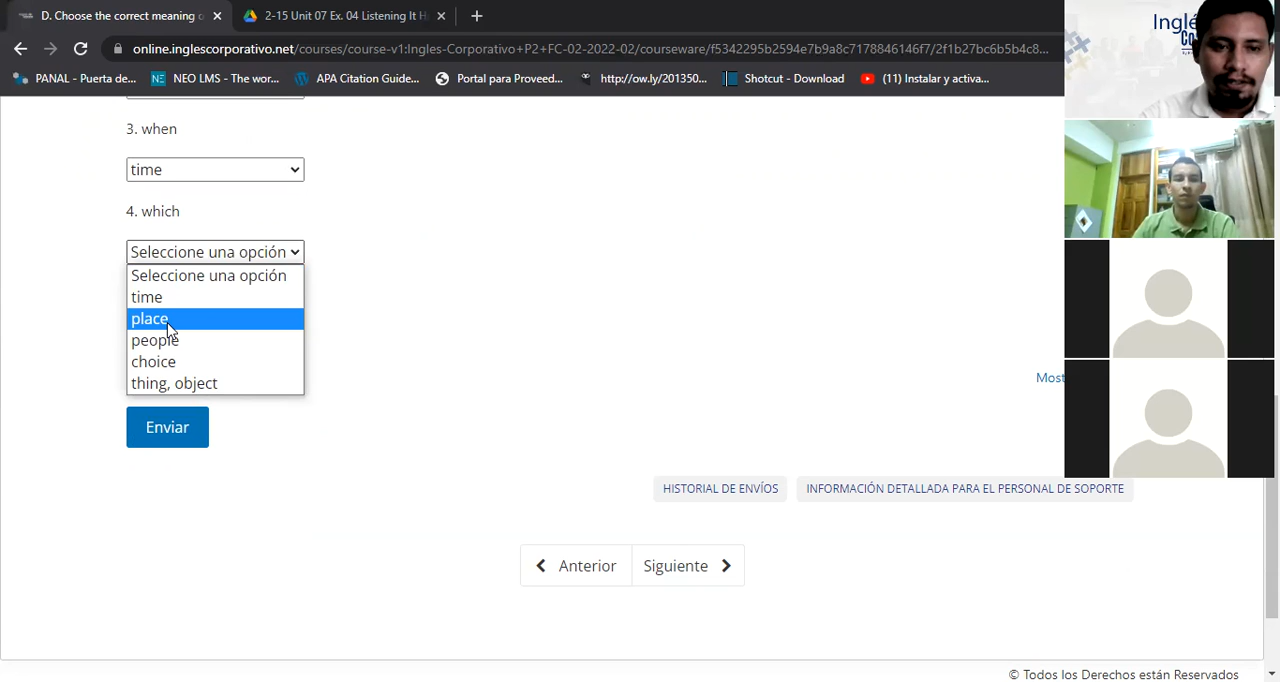 D. Choose the correct meaning o
2-15 Unit 07 Ex. 04 Listening It H
online.inglescorporativo.net/courses/course-v1:Ingles-Corporativo+P2+FC-02-2022-02/courseware/f5342295b2594e7b9a8c7178846146f7/2f1b27bc6b5b4c8...
PANAL - Puerta de...
NEO LMS - The wor...
APA Citation Guide...
Portal para Proveed...
http://ow.ly/201350...
Shotcut - Download
(11) Instalar y activa...
Inglé
3. when
time
4. which
Seleccione una opción
Seleccione una opción
time
place
people
choice
thing, object
Most
Enviar
HISTORIAL DE ENVÍOS
INFORMACIÓN DETALLADA PARA EL PERSONAL DE SOPORTE
Anterior
Siguiente
© Todos los Derechos están Reservados